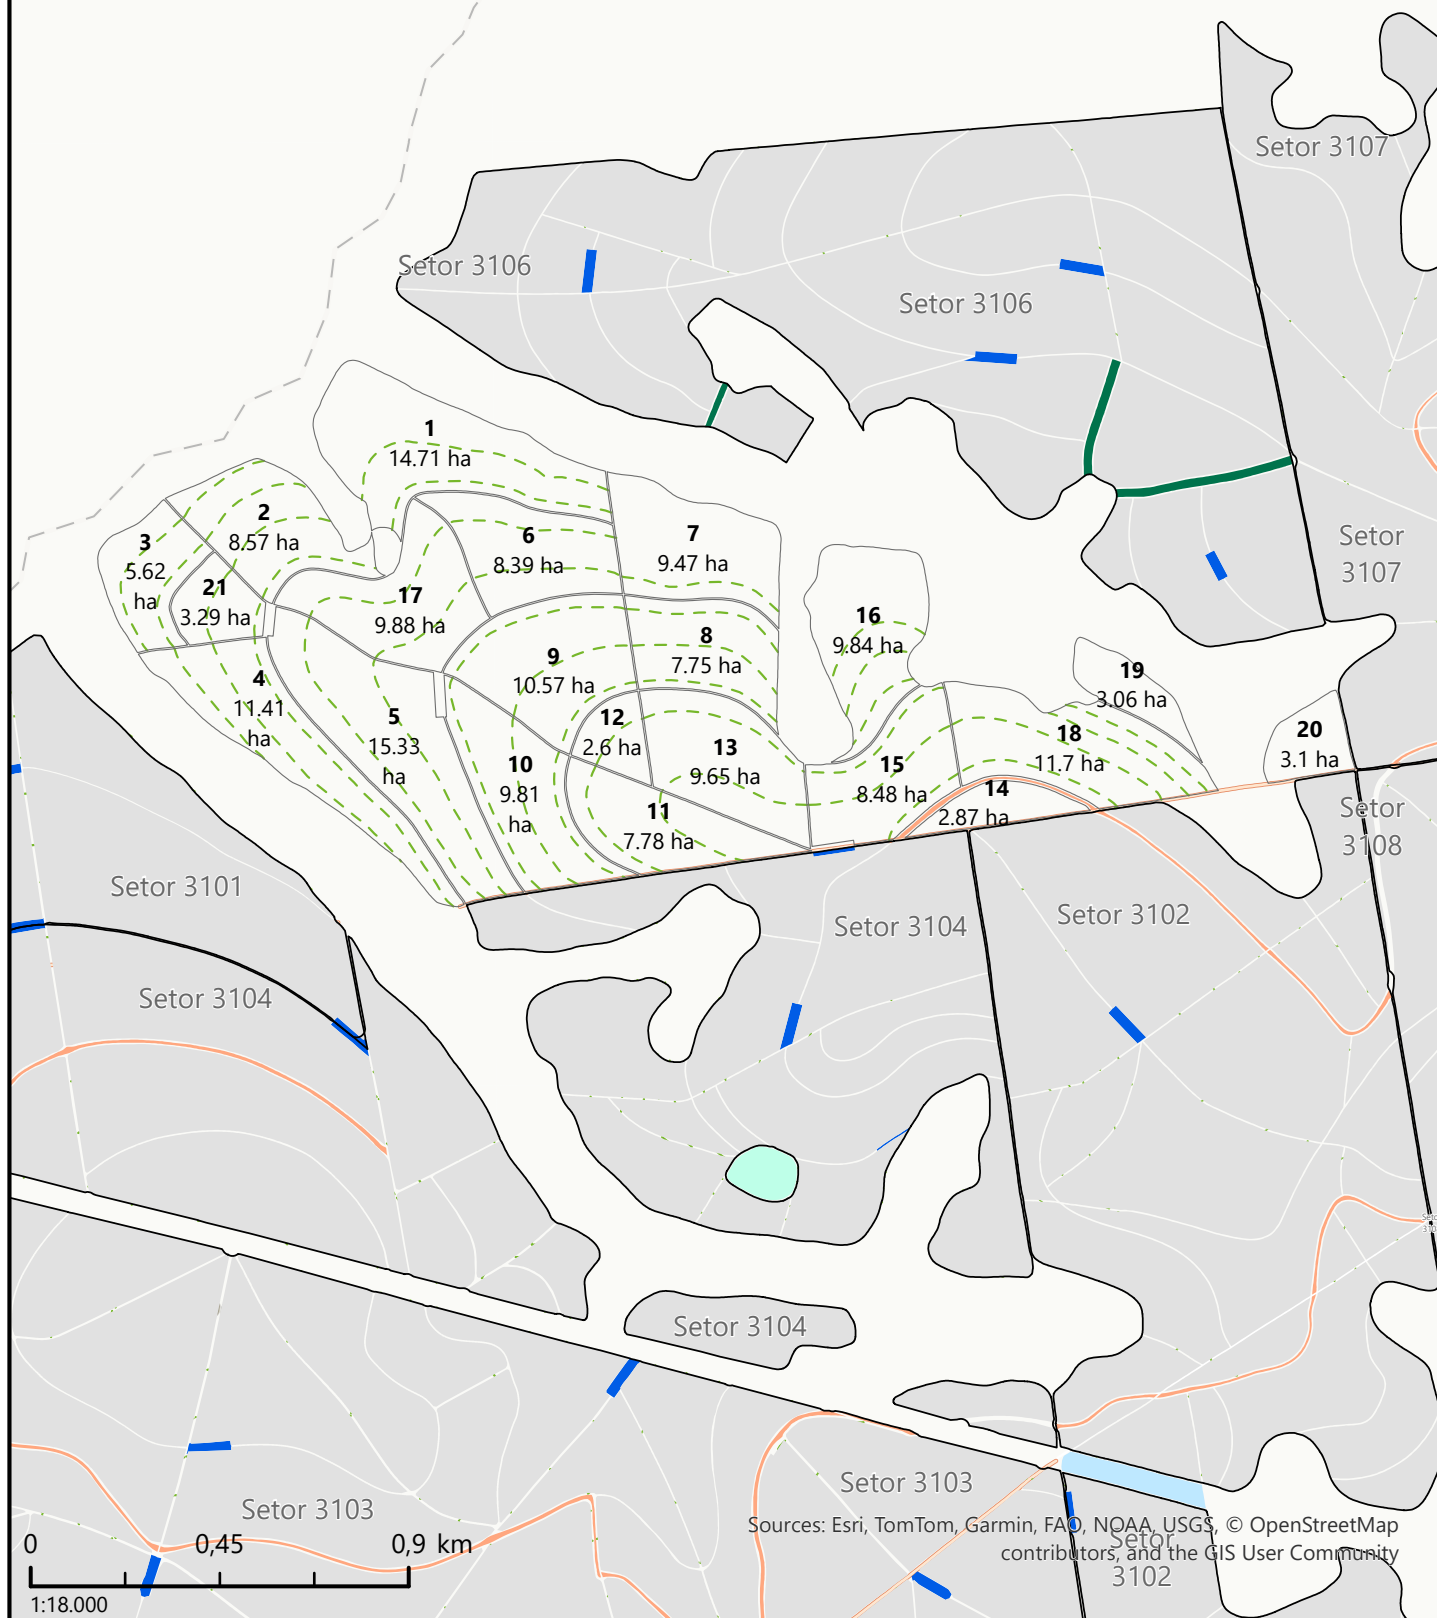 Setor 3107
Setor 3106
Setor 3106
1
14.71 ha
2
8.57 ha
3
5.62
ha
21
3.29 ha
6
8.39 ha
7
9.47 ha
17
9.88 ha
16
9.84 ha
8
7.75 ha
9
10.57 ha
19
3.06 ha
4
11.41
ha
5
15.33
ha
12
2.6 ha
13
9.65 ha
10
9.81
ha
11
7.78 ha
15
8.48 ha
18
11.7 ha
14
2.87 ha
20
3.1 ha
Setor
3107
Setor
3108
Setor 3101
Setor 3104
Setor 3104
Setor 3102
Setor 3104
Setor 3103
Setor 3103
Setor
3102
Sources: Esri, TomTom, Garmin, FAO, NOAA, USGS, © OpenStreetMap
contributors, and the GIS User Community
0 0,45 0,9 km
1:18.000